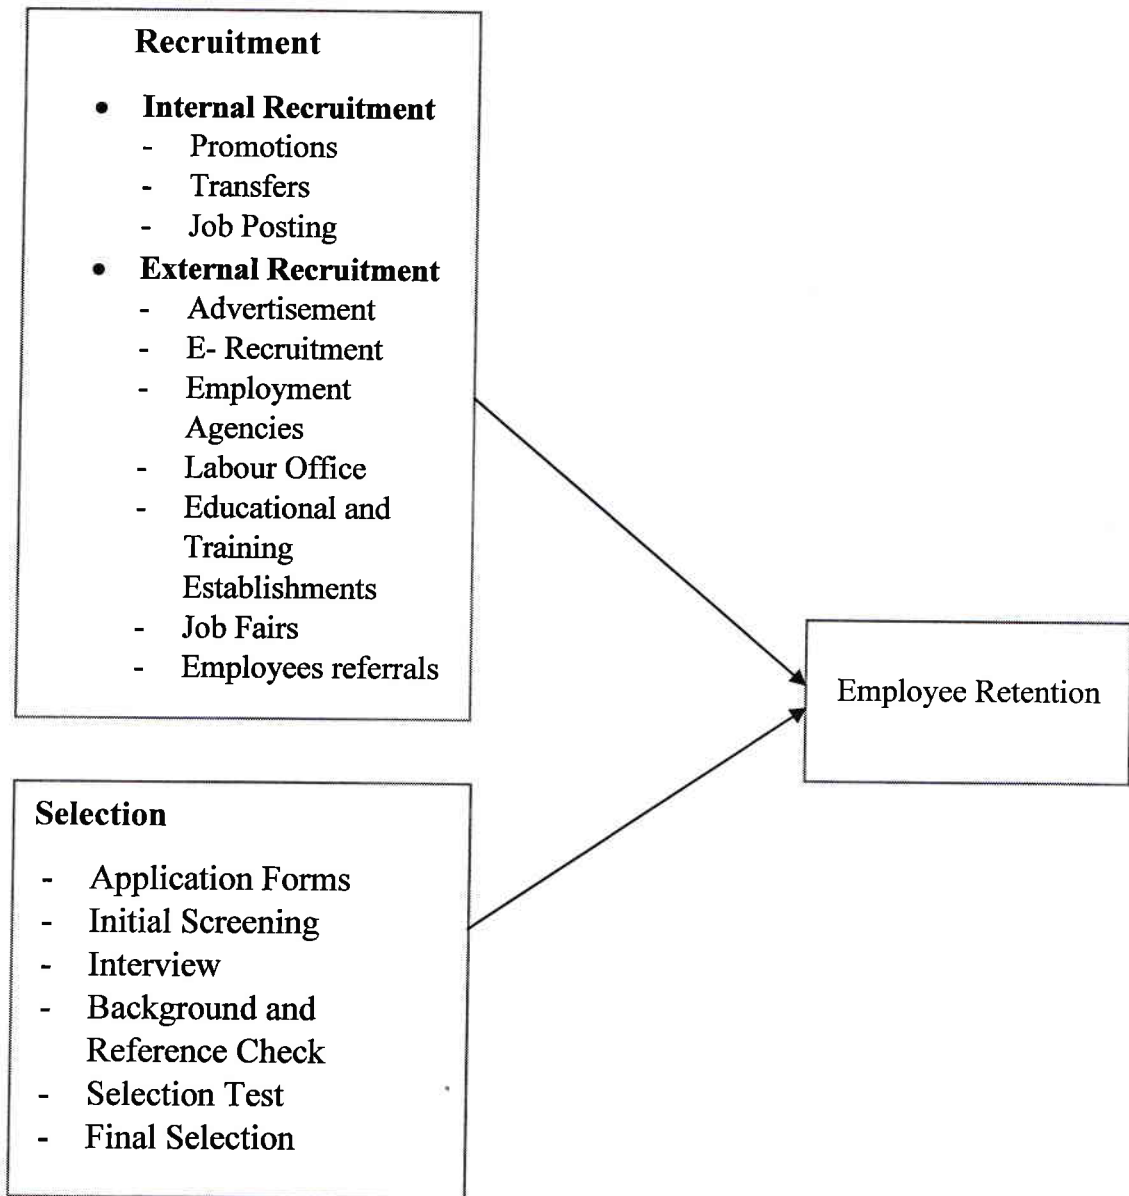 Recruitment
• Internal Recruitment
- Promotions
- Transfers
- Job Posting
• External Recruitment
- Advertisement
- E- Recruitment
- Employment
Agencies
- Labour Office
- Educational and
Training
Establishments
- Job Fairs
- Employees referrals
Employee Retention
Selection
- Application Forms
- Initial Screening
- Interview
- Background and
Reference Check
- Selection Test
- Final Selection